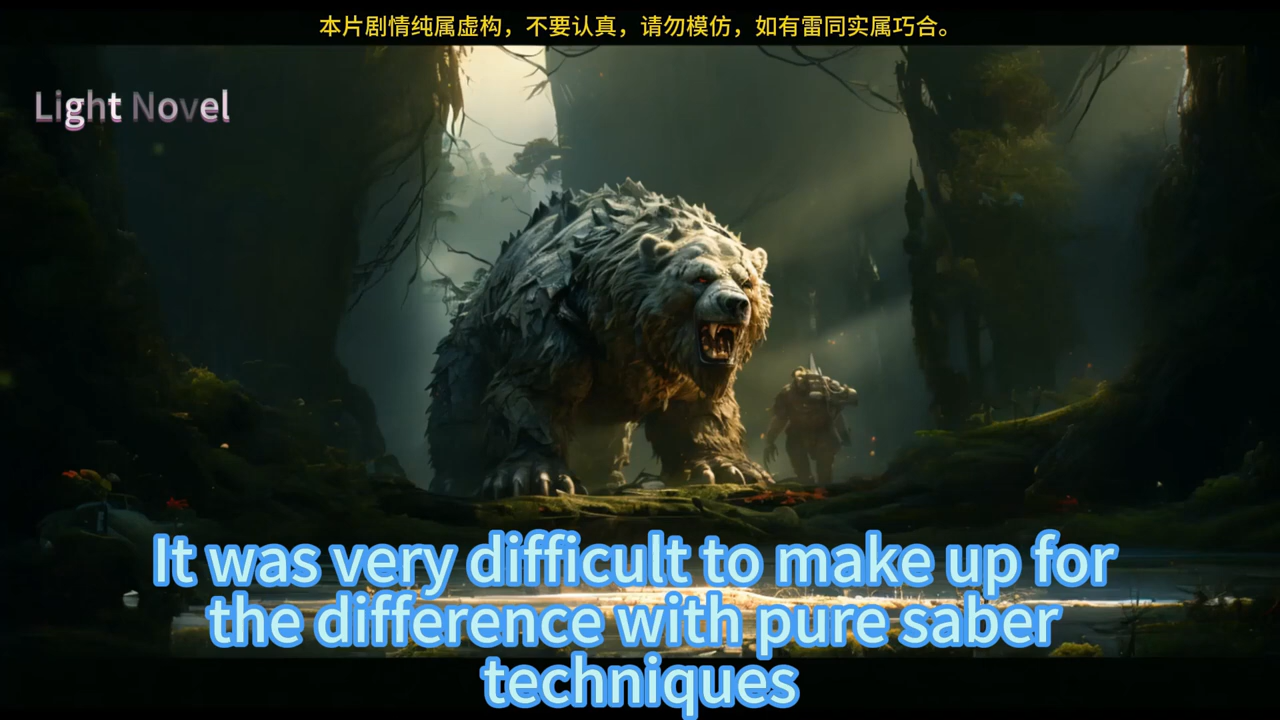 本片剧情纯属虚构，不要认真，请勿模仿，如有雷同实属巧合。
Light Novel
It was very difficult to make up for
the difference with pure saber
techniques